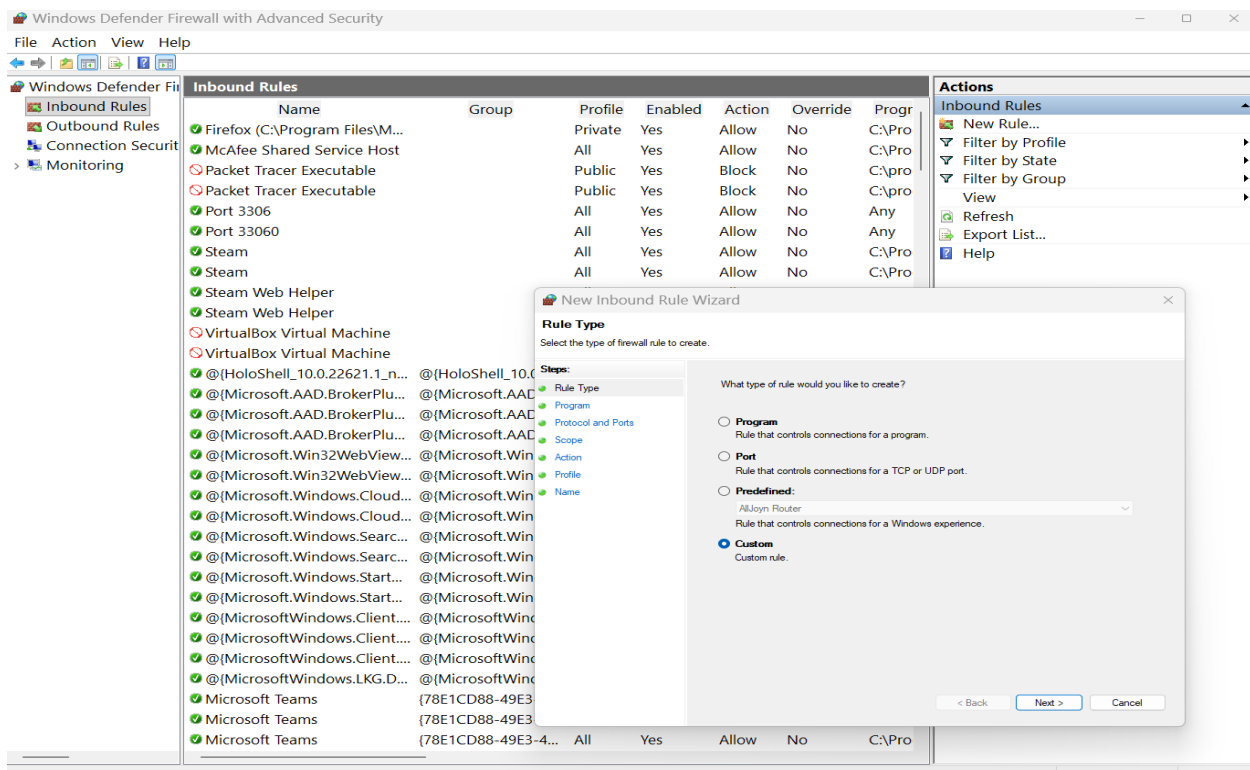 Windows Defender Firewall with Advanced Security
File Action View Help
Windows Defender Fi
Inbound Rules
Outbound Rules
Connection Securit
Monitoring
Inbound Rules
Name Group Profile Enabled Action Override Progr
Firefox (C:\Program Files\M... Private Yes Allow No C:\Pro
McAfee Shared Service Host All Yes Allow No C:\Pro
Packet Tracer Executable Public Yes Block No C:\pro
Packet Tracer Executable Public Yes Block No C:\pro
Port 3306 All Yes Allow No Any
Port 33060 All Yes Allow No Any
Steam All Yes Allow No C:\Pro
Steam All Yes Allow No C:\Pro
Steam Web Helper
Steam Web Helper
VirtualBox Virtual Machine
VirtualBox Virtual Machine
@{HoloShell_10.0.22621.1_n... @{HoloShell_10.0
@{Microsoft.AAD.BrokerPlu... @{Microsoft.AAD
@{Microsoft.AAD.BrokerPlu... @{Microsoft.AAD
@{Microsoft.AAD.BrokerPlu... @{Microsoft.AAD
@{Microsoft.Win32WebView... @{Microsoft.Win
@{Microsoft.Win32WebView... @{Microsoft.Win
@{Microsoft.Windows.Cloud... @{Microsoft.Win
@{Microsoft.Windows.Cloud... @{Microsoft.Win
@{Microsoft.Windows.Searc... @{Microsoft.Win
@{Microsoft.Windows.Searc... @{Microsoft.Win
@{Microsoft.Windows.Start... @{Microsoft.Win
@{Microsoft.Windows.Start... @{Microsoft.Win
@{MicrosoftWindows.Client.... @{MicrosoftWind
@{MicrosoftWindows.Client.... @{MicrosoftWind
@{MicrosoftWindows.Client.... @{MicrosoftWind
@{MicrosoftWindows.LKG.D... @{MicrosoftWind
Microsoft Teams {78E1CD88-49E3-
Microsoft Teams {78E1CD88-49E3-
Microsoft Teams {78E1CD88-49E3-4... All Yes Allow No C:\Pro
Actions
Inbound Rules
New Rule...
Filter by Profile
Filter by State
Filter by Group
View
Refresh
Export List...
Help
New Inbound Rule Wizard
Rule Type
Select the type of firewall rule to create.
Steps:
Rule Type
Program
Protocol and Ports
Scope
Action
Profile
Name
What type of rule would you like to create?
Program
Rule that controls connections for a program.
Port
Rule that controls connections for a TCP or UDP port.
Predefined:
AllJoyn Router
Rule that controls connections for a Windows experience.
Custom
Custom rule.
< Back Next > Cancel